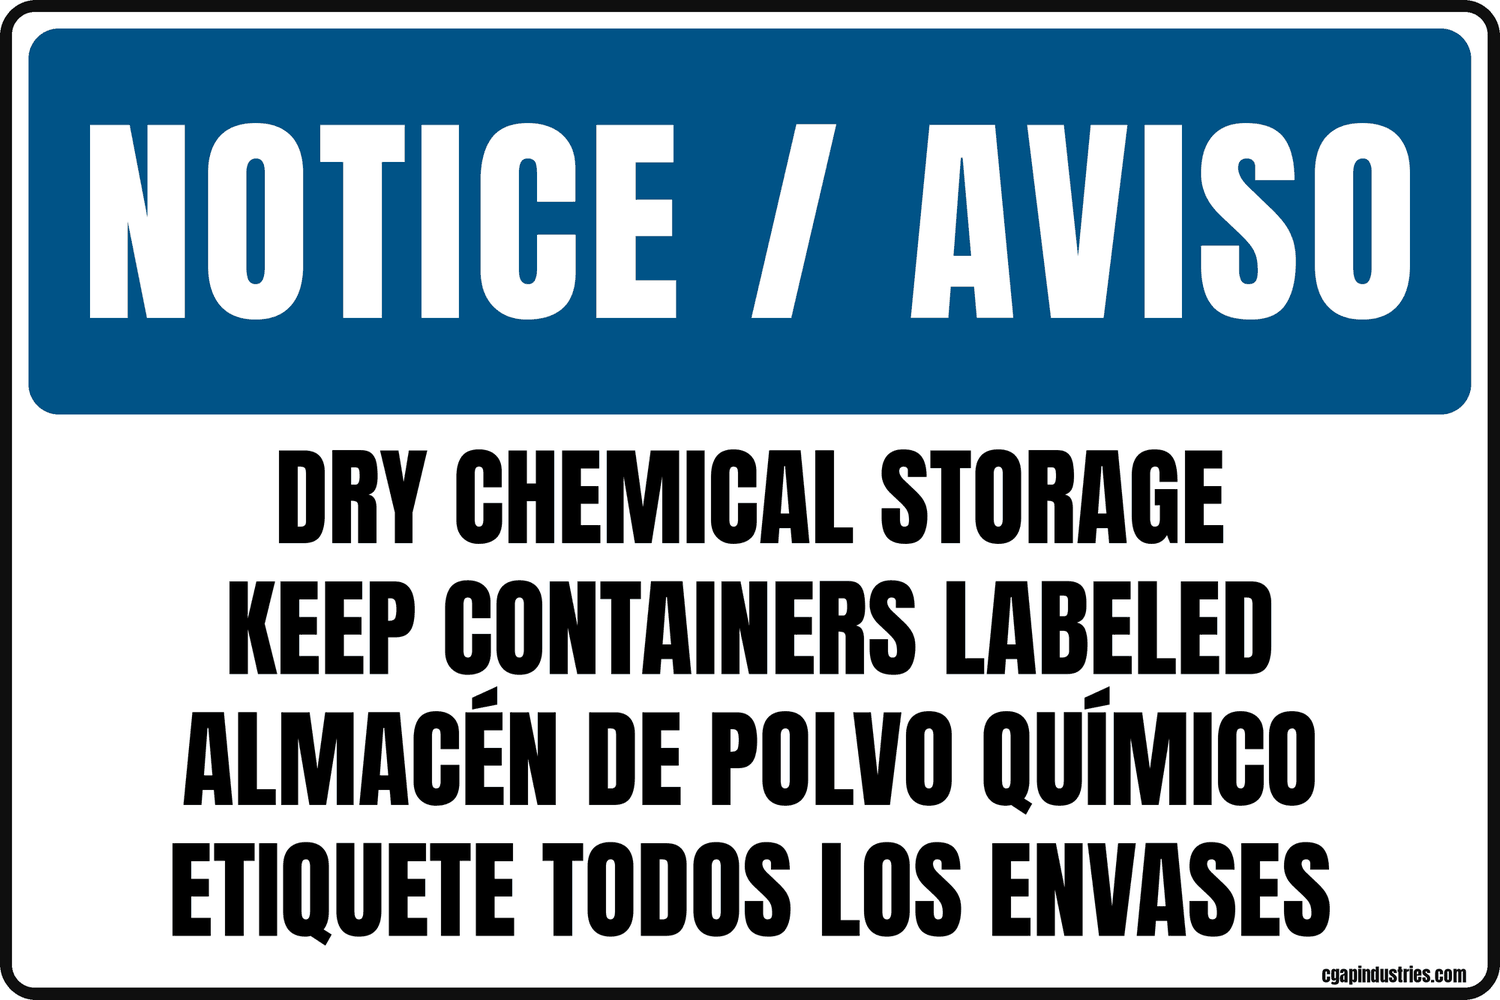 NOTICE / AVISO
DRY CHEMICAL STORAGE
KEEP CONTAINERS LABELED
ALMACÉN DE POLVO QUÍMICO
ETIQUETE TODOS LOS ENVASES
cgapindustries.com